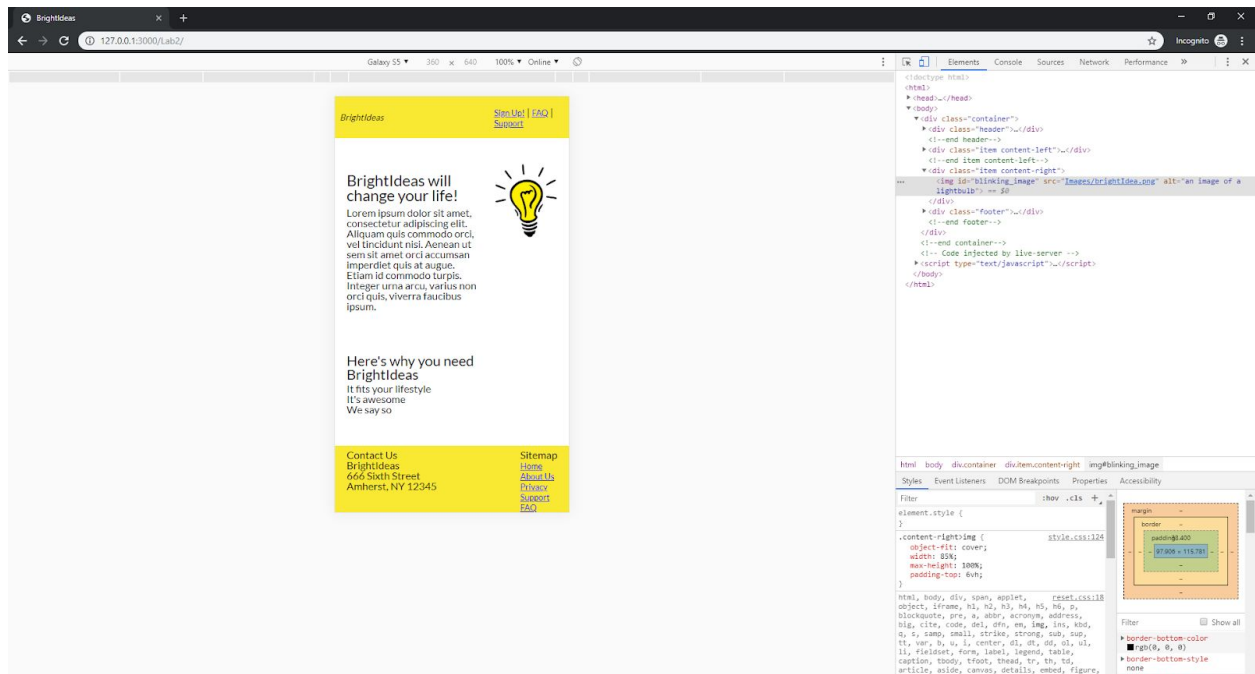 BrightIdeas
127.0.0.1:3000/Lab2/
Incognito
Galaxy S5 ▼ 360 × 640 100% ▼ Online ▼
Elements Console Sources Network Performance »
BrightIdeas
Sign Up! | FAQ |
Support
BrightIdeas will
change your life!
Lorem ipsum dolor sit amet,
consectetur adipiscing elit.
Aliquam quis commodo orci,
vel tincidunt nisi. Aenean ut
sem sit amet orci accumsan
imperdiet quis at augue.
Etiam id commodo turpis.
Integer urna arcu, varius non
orci quis, viverra faucibus
ipsum.
Here's why you need
BrightIdeas
It fits your lifestyle
It's awesome
We say so
Contact Us
BrightIdeas
666 Sixth Street
Amherst, NY 12345
Sitemap
Home
About Us
Privacy
Support
FAQ
<!doctype html>
<html>
<head>…</head>
<body>
<div class="container">
<div class="header">…</div>
<!--end header-->
<div class="item content-left">…</div>
<!--end item content-left-->
<div class="item content-right">
<img id="blinking_image" src="Images/brightIdea.png" alt="an image of a
lightbulb"> == $0
</div>
<div class="footer">…</div>
<!--end footer-->
</div>
<!--end container-->
<!-- Code injected by live-server -->
<script type="text/javascript">…</script>
</body>
</html>
html body div.container div.item.content-right img#blinking_image
Styles Event Listeners DOM Breakpoints Properties Accessibility
Filter :hov .cls +
element.style {
}
.content-right>img { style.css:124
object-fit: cover;
width: 85%;
max-height: 100%;
padding-top: 6vh;
}
html, body, div, span, applet, reset.css:18
object, iframe, h1, h2, h3, h4, h5, h6, p,
blockquote, pre, a, abbr, acronym, address,
big, cite, code, del, dfn, em, img, ins, kbd,
q, s, samp, small, strike, strong, sub, sup,
tt, var, b, u, i, center, dl, dt, dd, ol, ul,
li, fieldset, form, label, legend, table,
caption, tbody, tfoot, thead, tr, th, td,
article, aside, canvas, details, embed, figure,
margin –
border –
–
–
–
Filter Show all
border-bottom-color
rgb(0, 0, 0)
border-bottom-style
none